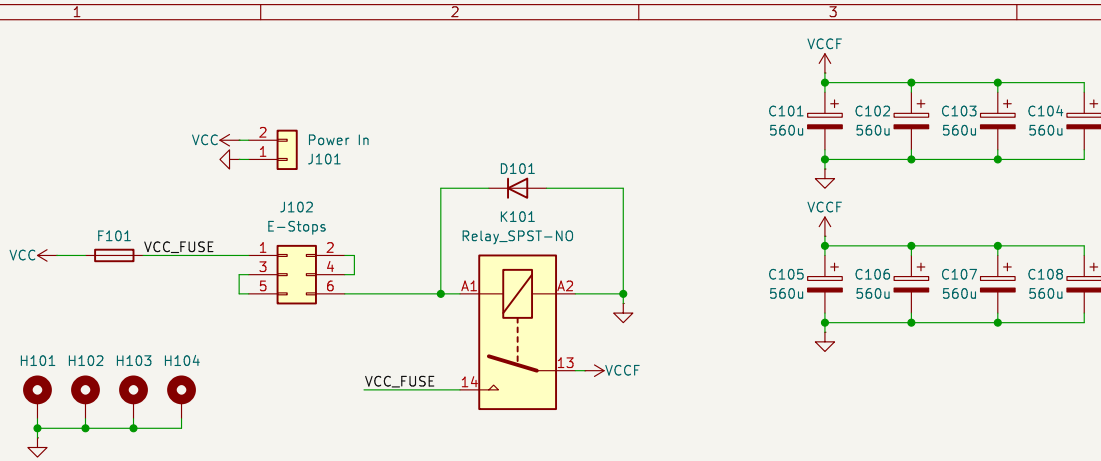 1 2 3
VCCF
C101 560u
C102 560u
C103 560u
C104 560u
VCC 2 Power In
1 J101
D101
K101
Relay_SPST-NO
J102
E-Stops
F101
VCC VCC_FUSE 1 2
3 4
5 6
A1 A2
13 VCCF
VCC_FUSE 14
VCCF
C105 560u
C106 560u
C107 560u
C108 560u
H101 H102 H103 H104